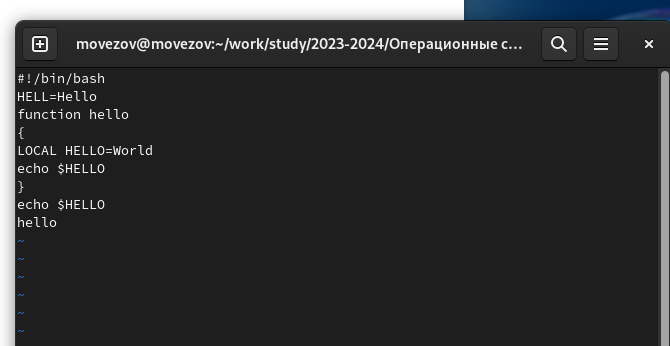 movezov@movezov:~/work/study/2023-2024/Операционные с...
#!/bin/bash
HELL=Hello
function hello
{
LOCAL HELLO=World
echo $HELLO
}
echo $HELLO
hello
~
~
~
~
~
~